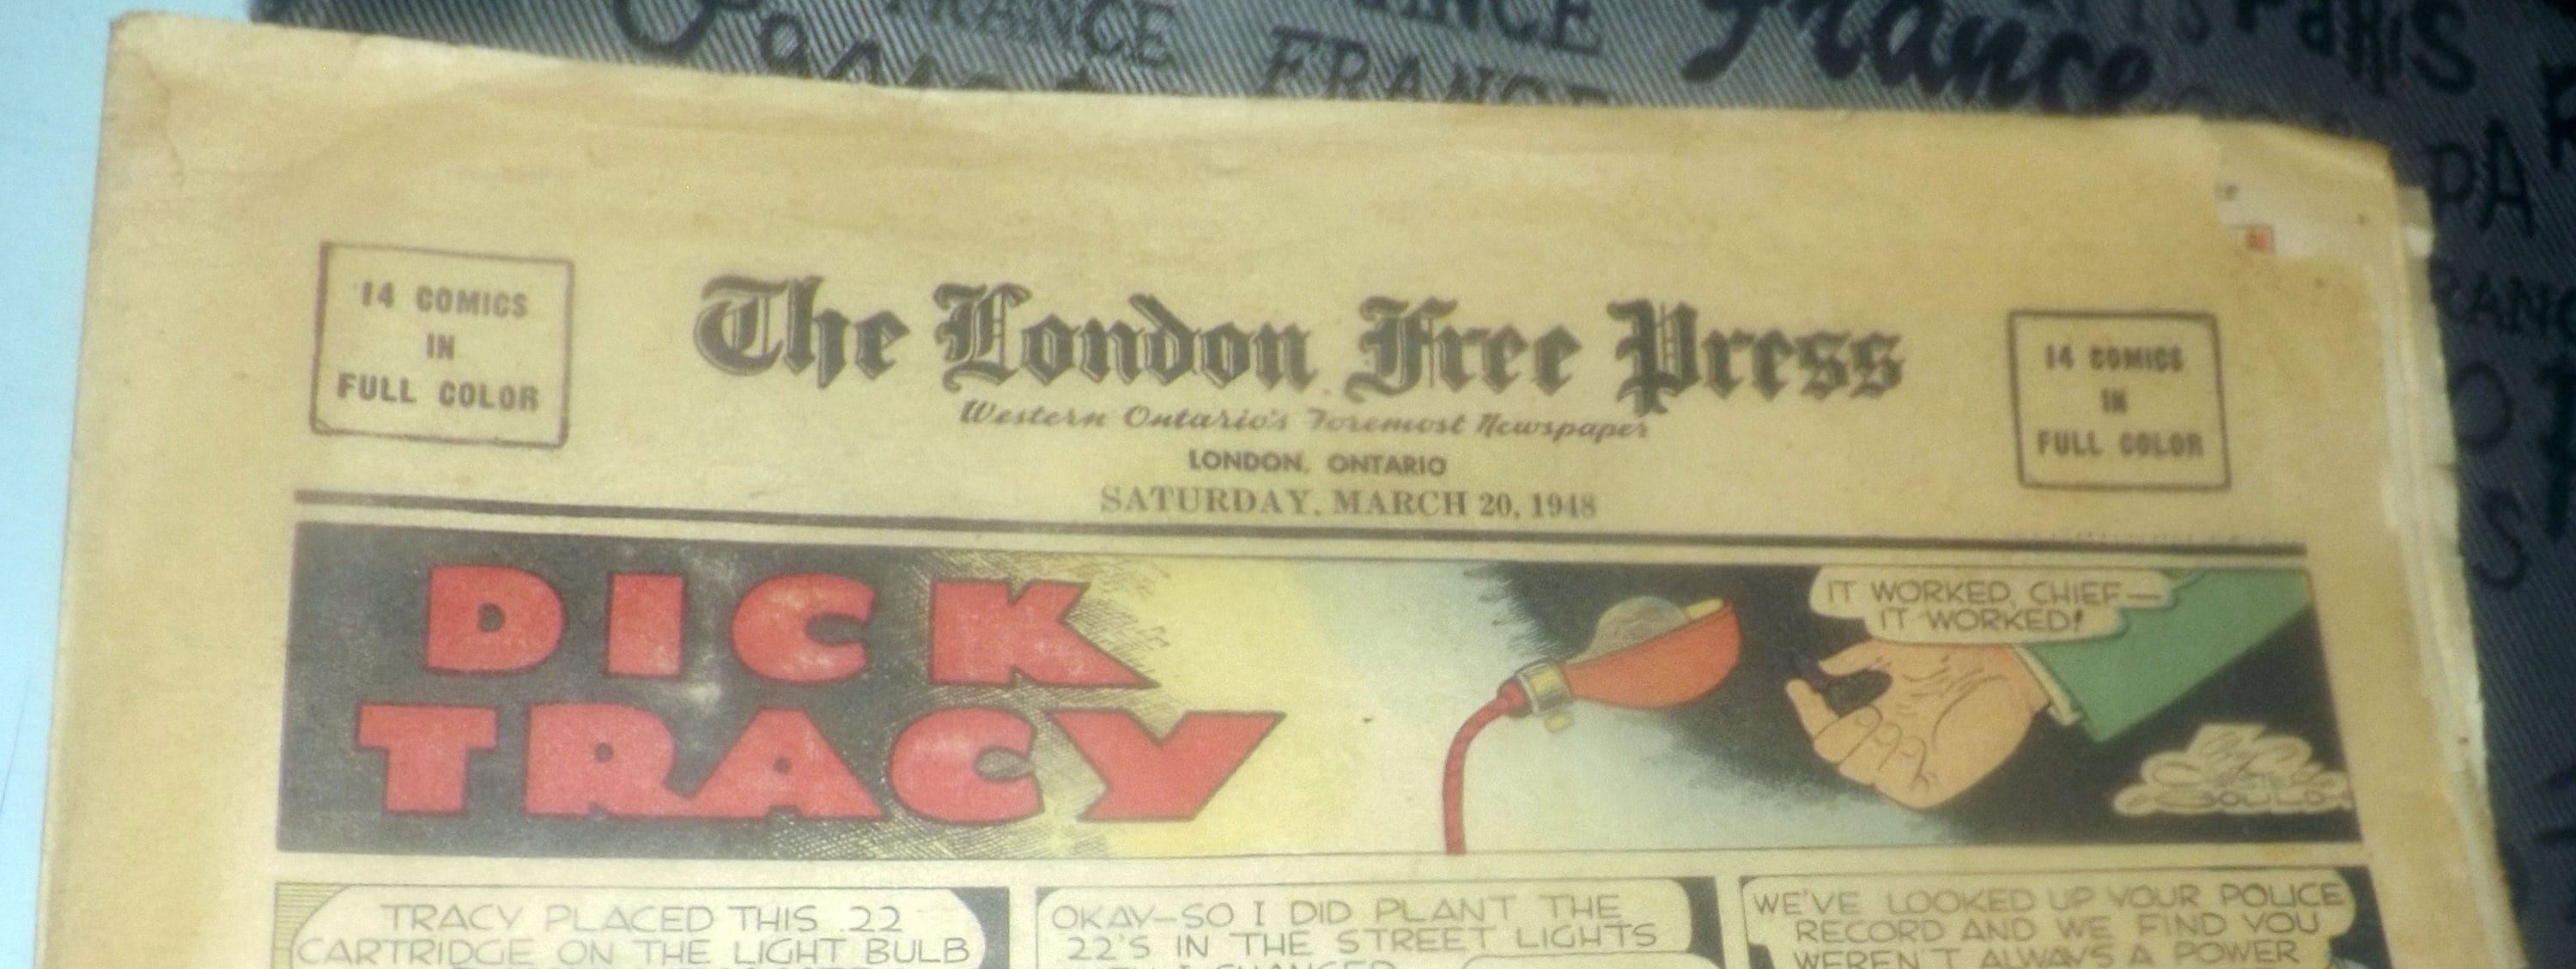 FRANCE
FRANCE
France
PARIS
PA
14 COMICS
IN
FULL COLOR
The London Free Press
Western Ontario's Foremost Newspaper
LONDON, ONTARIO
SATURDAY, MARCH 20, 1948
14 COMICS
IN
FULL COLOR
DICK
TRACY
IT WORKED, CHIEF—
IT WORKED!
GOULD
TRACY PLACED THIS .22
CARTRIDGE ON THE LIGHT BULB
OKAY—SO I DID PLANT THE
22'S IN THE STREET LIGHTS
WE'VE LOOKED UP YOUR POLICE
RECORD AND WE FIND YOU
WEREN'T ALWAYS A POWER